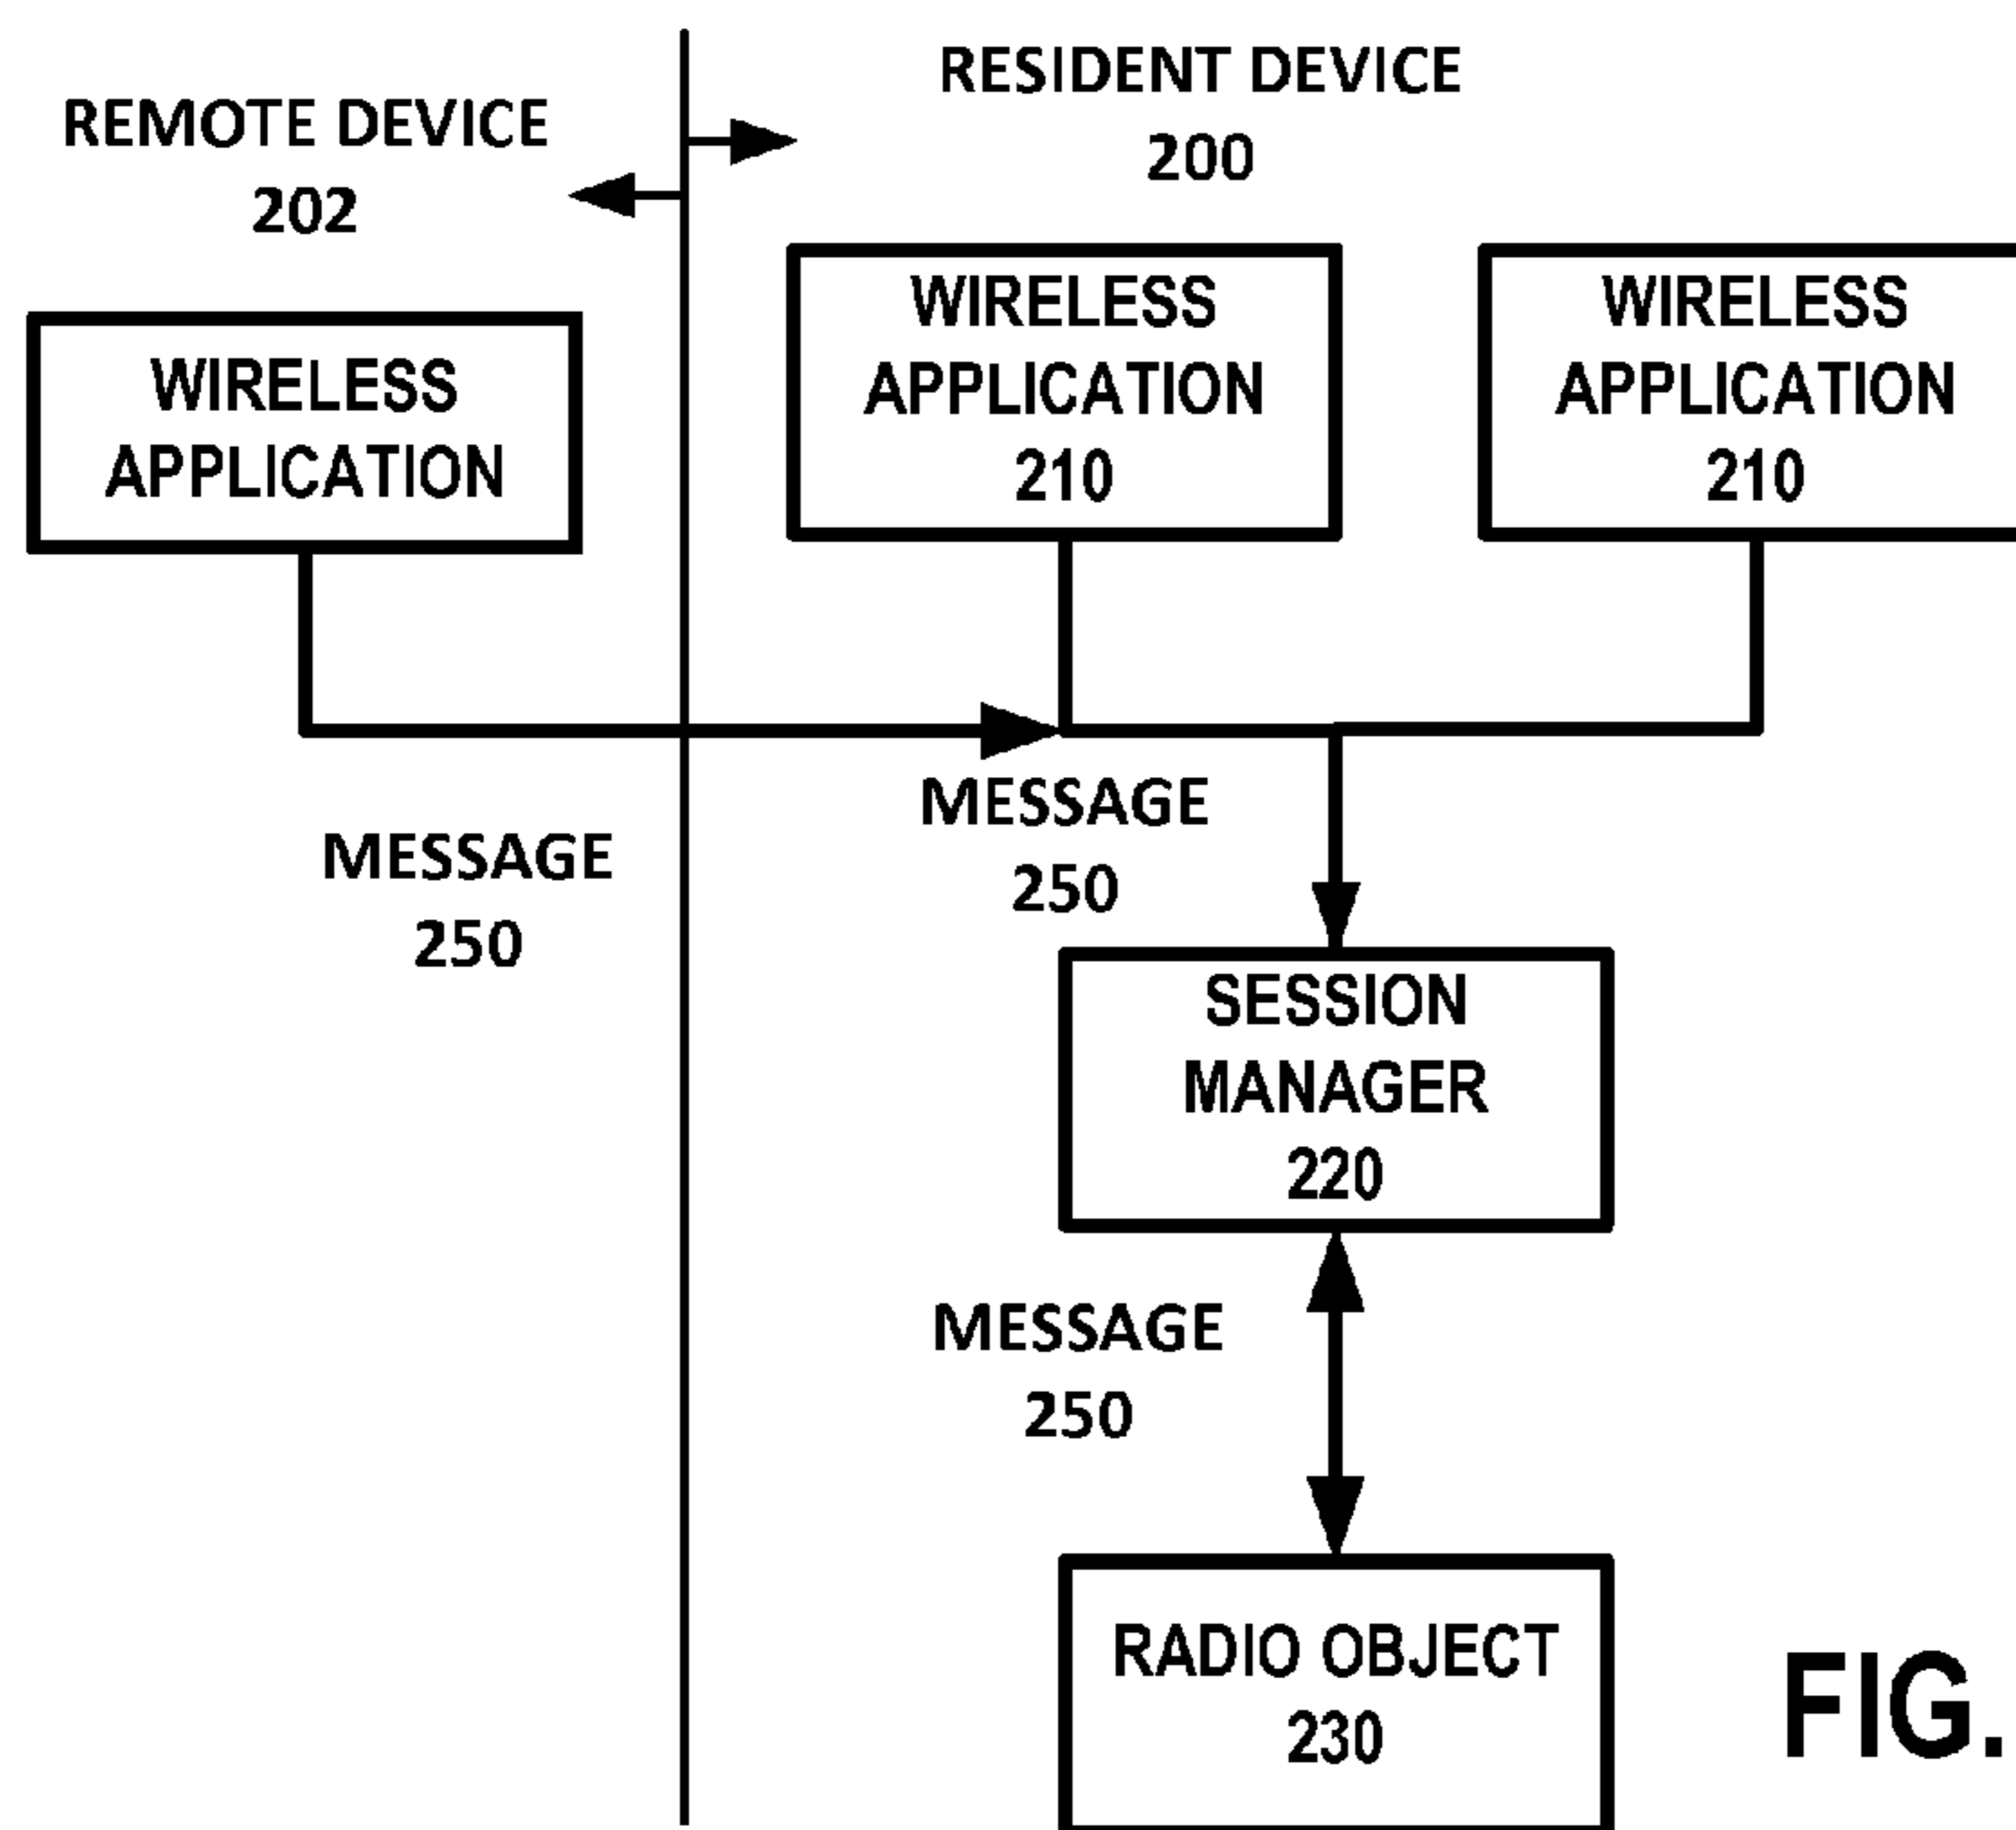 RESIDENT DEVICE
200
REMOTE DEVICE
202
WIRELESS
APPLICATION
WIRELESS
APPLICATION
210
WIRELESS
APPLICATION
210
MESSAGE
250
MESSAGE
250
SESSION
MANAGER
220
MESSAGE
250
RADIO OBJECT
230
FIG.